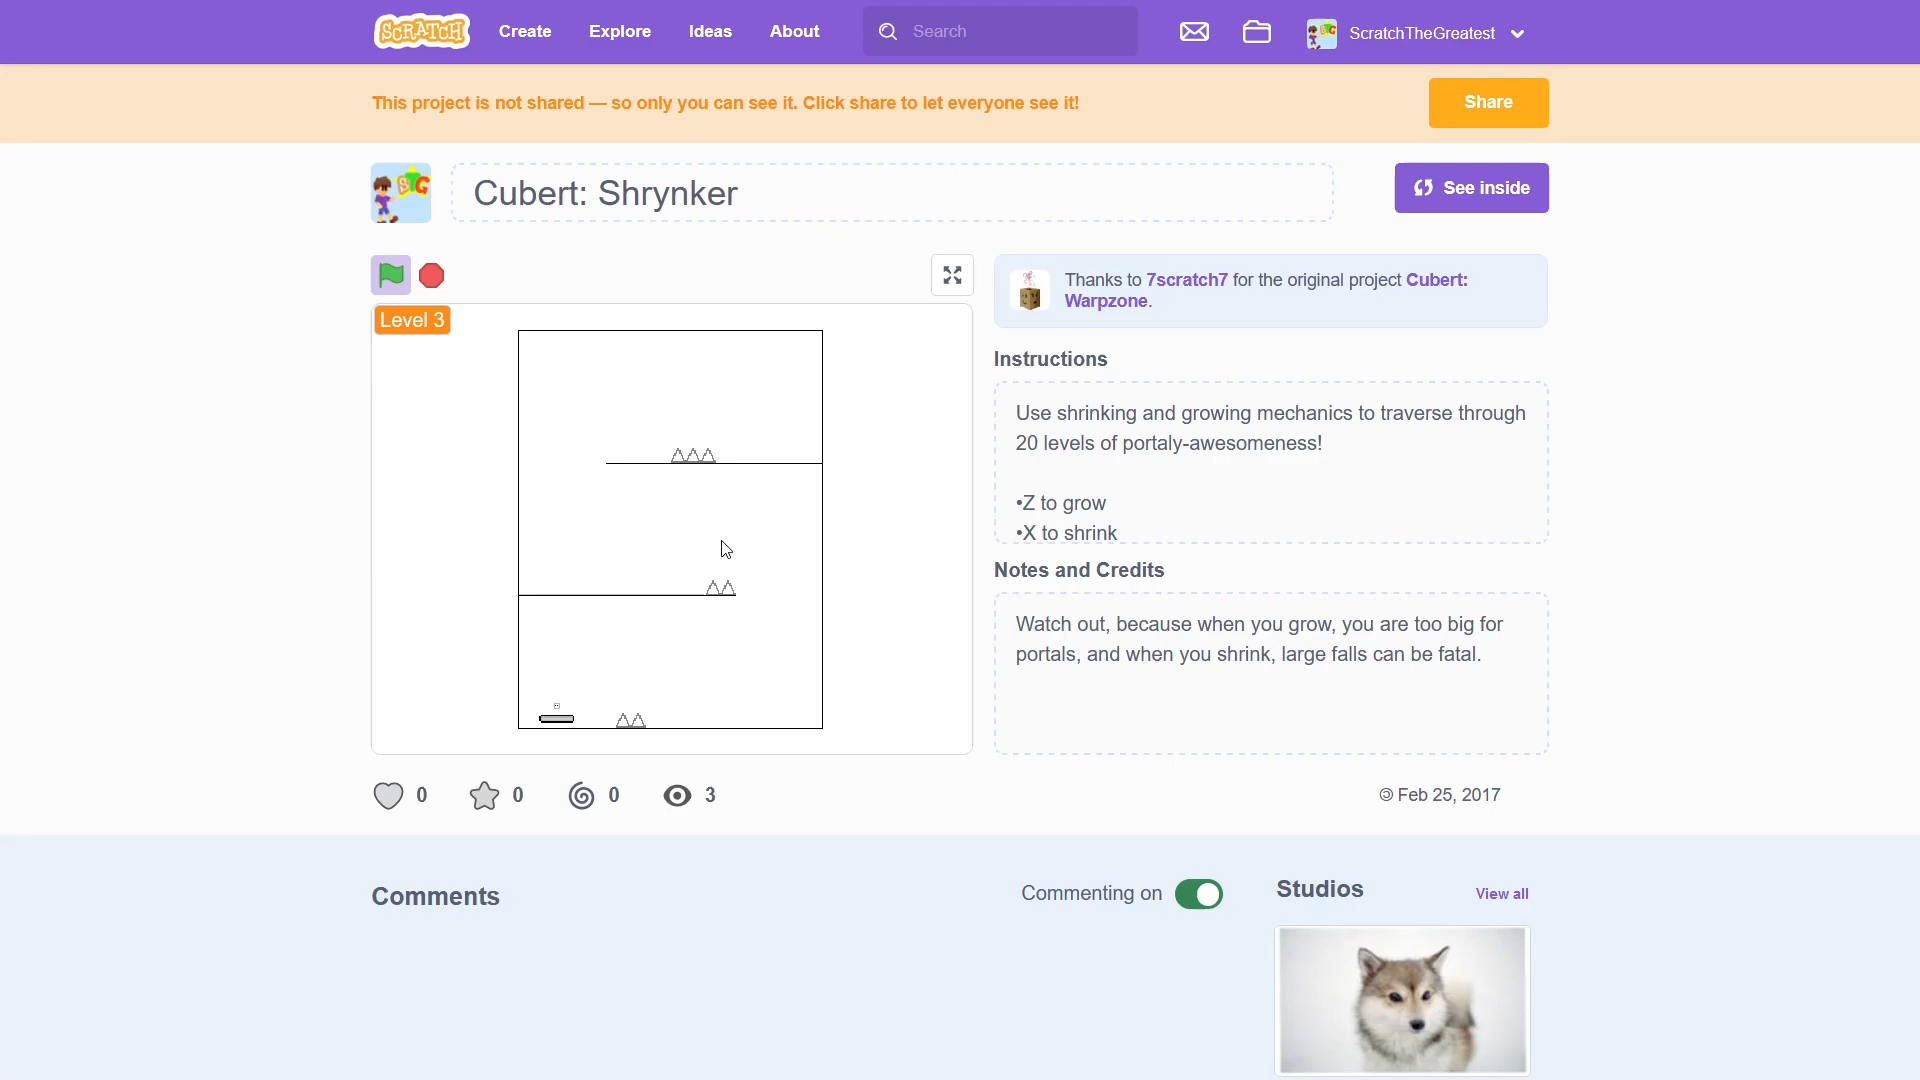 SCRATCH
Create
Explore
Ideas
About
Search
ScratchTheGreatest
This project is not shared — so only you can see it. Click share to let everyone see it!
Share
Cubert: Shrynker
See inside
Level 3
Thanks to 7scratch7 for the original project Cubert:
Warpzone.
Instructions
Use shrinking and growing mechanics to traverse through
20 levels of portaly-awesomeness!
•Z to grow
•X to shrink
Notes and Credits
Watch out, because when you grow, you are too big for
portals, and when you shrink, large falls can be fatal.
0
0
0
3
Feb 25, 2017
Comments
Commenting on
Studios
View all